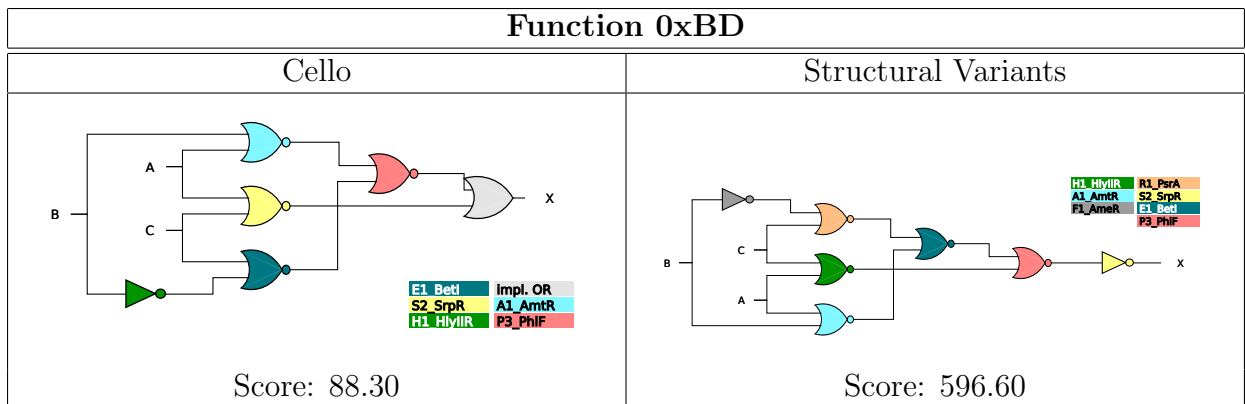 Function 0xBD
Cello
Structural Variants
A
B
C
X
E1_BetI impl. OR
S2_SrpR A1_AmtR
H1_HlyIIR P3_PhlF
H1_HlyIIR R1_PsrA
A1_AmtR S2_SrpR
F1_AmeR E1_BetI
P3_PhlF
C
B
X
A
Score: 88.30
Score: 596.60